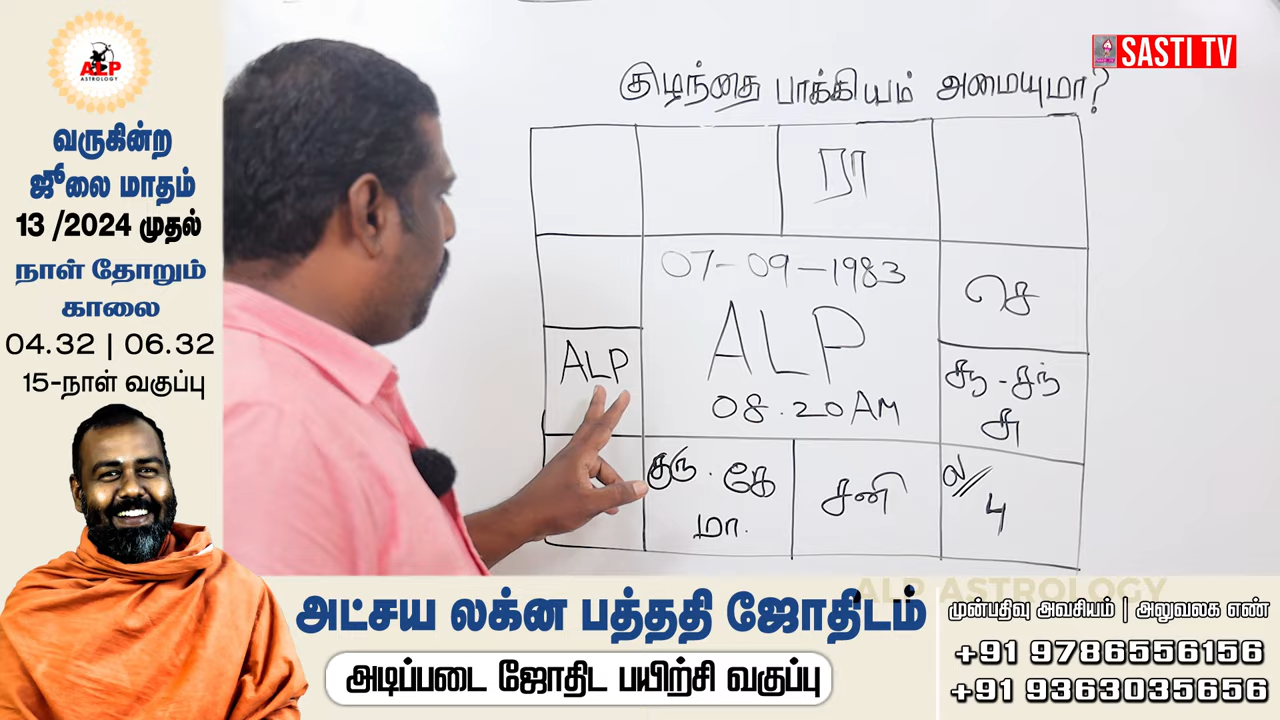 ALP
ASTROLOGY
வருகின்ற
ஜூலை மாதம்
13 /2024 முதல்
நாள் தோறும்
காலை
04.32 | 06.32
15-நாள் வகுப்பு
SASTI TV
குழந்தை பாக்கியம் அமையுமா?
ரா
07-09-1983
செ
ALP
ALP
சூ - சந்
சு
08.20 AM
குரு. கே
மா.
சனி
ல//
பு
ALP ASTROLOGY
அட்சய லக்ன பத்ததி ஜோதிடம்
அடிப்படை ஜோதிட பயிற்சி வகுப்பு
முன்பதிவு அவசியம் | அலுவலக எண்
+91 9786556156
+91 9363035656